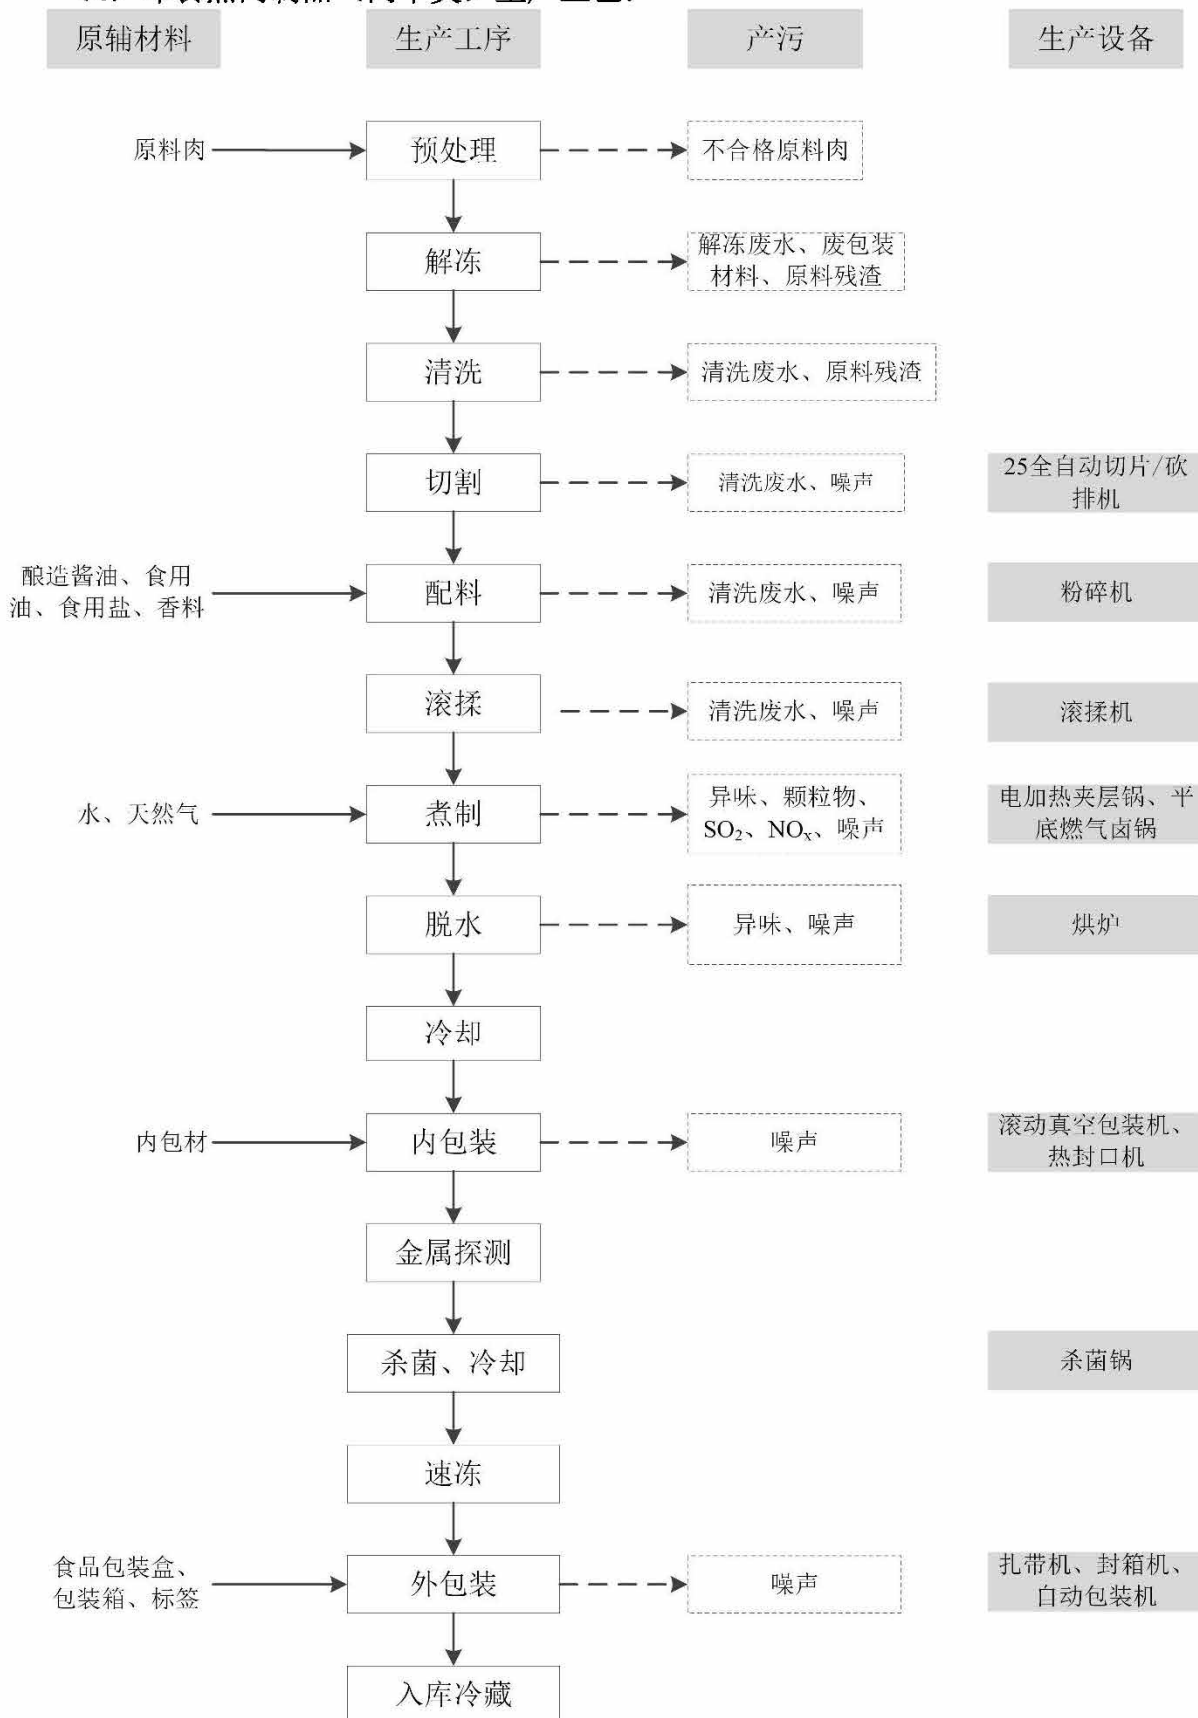 原辅材料
生产工序
产污
生产设备
原料肉
预处理
不合格原料肉
解冻
解冻废水、废包装
材料、原料残渣
清洗
清洗废水、原料残渣
切割
清洗废水、噪声
25全自动切片/砍
排机
酿造酱油、食用
油、食用盐、香料
配料
清洗废水、噪声
粉碎机
滚揉
清洗废水、噪声
滚揉机
水、天然气
煮制
异味、颗粒物、
SO₂、NOₓ、噪声
电加热夹层锅、平
底燃气卤锅
脱水
异味、噪声
烘炉
冷却
内包材
内包装
噪声
滚动真空包装机、
热封口机
金属探测
杀菌、冷却
杀菌锅
速冻
食品包装盒、
包装箱、标签
外包装
噪声
扎带机、封箱机、
自动包装机
入库冷藏